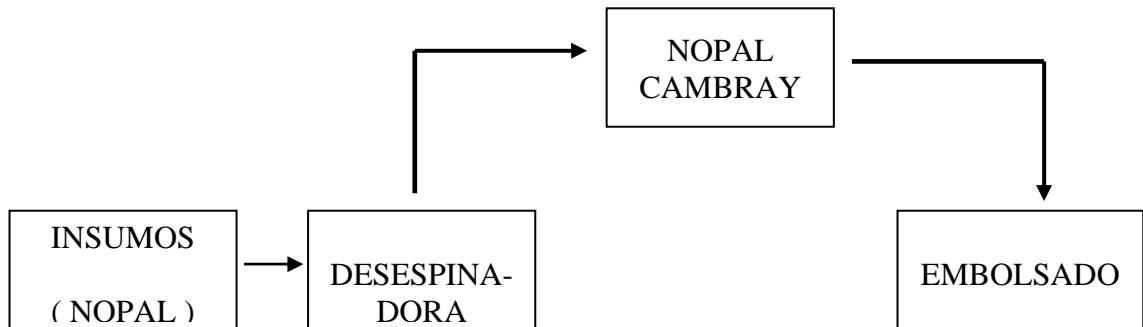 NOPAL
CAMBRAY
INSUMOS
( NOPAL )
DESESPINA-
DORA
EMBOLSADO